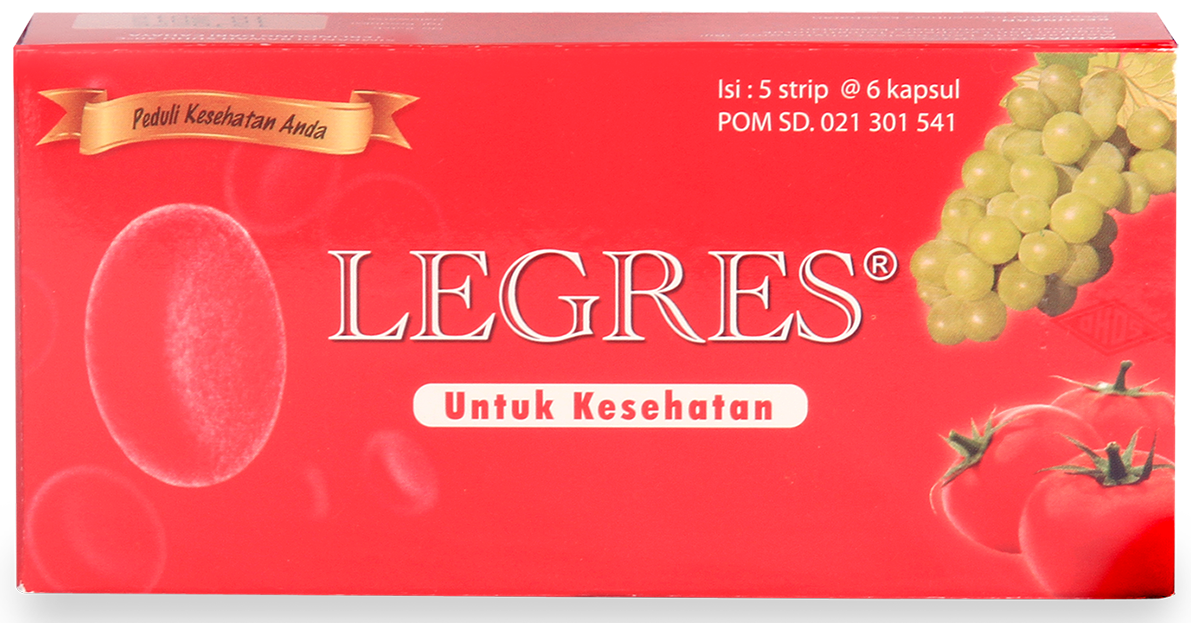 Peduli Kesehatan Anda
Isi : 5 strip @ 6 kapsul
POM SD. 021 301 541
LEGRES®
Untuk Kesehatan